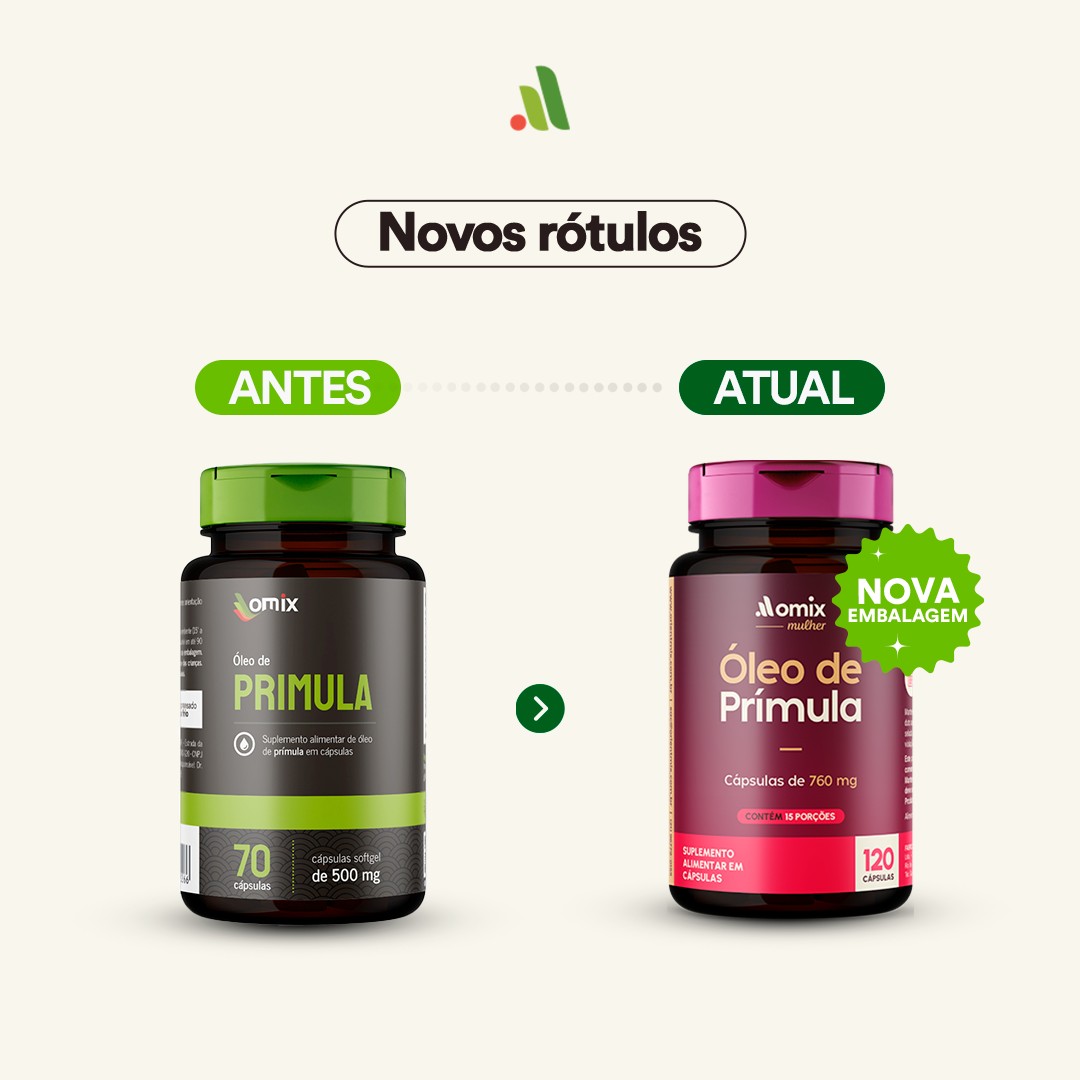 Novos rótulos
ANTES
ATUAL
omix
Óleo de
PRIMULA
Suplemento alimentar de óleo
de prímula em cápsulas
70
cápsulas
cápsulas softgel
de 500 mg
omix
mulher
Óleo de
Prímula
Cápsulas de 760 mg
CONTÉM 15 PORÇÕES
SUPLEMENTO
ALIMENTAR EM
CÁPSULAS
120
CÁPSULAS
NOVA
EMBALAGEM